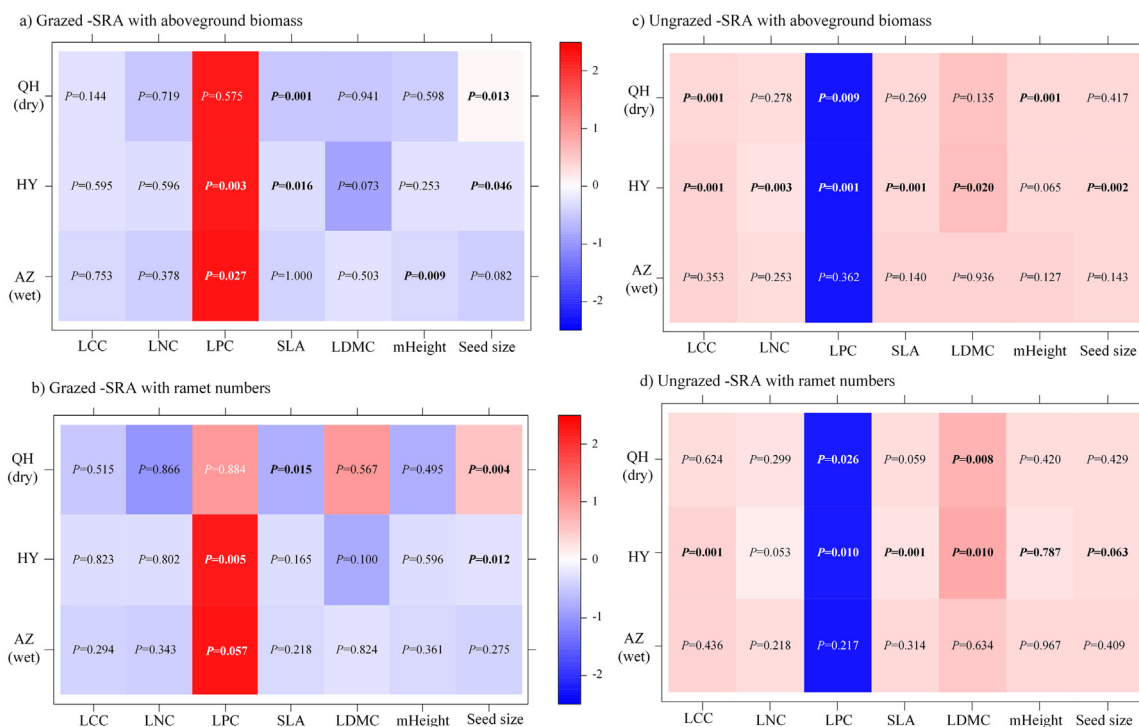 a) Grazed -SRA with aboveground biomass
QH
(dry)
P=0.144 P=0.719 P=0.575 P=0.001 P=0.941 P=0.598 P=0.013
HY
P=0.595 P=0.596 P=0.003 P=0.016 P=0.073 P=0.253 P=0.046
AZ
(wet)
P=0.753 P=0.378 P=0.027 P=1.000 P=0.503 P=0.009 P=0.082
LCC LNC LPC SLA LDMC mHeight Seed size
2
1
0
-1
-2
c) Ungrazed -SRA with aboveground biomass
QH
(dry)
P=0.001 P=0.278 P=0.009 P=0.269 P=0.135 P=0.001 P=0.417
HY
P=0.001 P=0.003 P=0.001 P=0.001 P=0.020 P=0.065 P=0.002
AZ
(wet)
P=0.353 P=0.253 P=0.362 P=0.140 P=0.936 P=0.127 P=0.143
LCC LNC LPC SLA LDMC mHeight Seed size
b) Grazed -SRA with ramet numbers
QH
(dry)
P=0.515 P=0.866 P=0.884 P=0.015 P=0.567 P=0.495 P=0.004
HY
P=0.823 P=0.802 P=0.005 P=0.165 P=0.100 P=0.596 P=0.012
AZ
(wet)
P=0.294 P=0.343 P=0.057 P=0.218 P=0.824 P=0.361 P=0.275
LCC LNC LPC SLA LDMC mHeight Seed size
2
1
0
-1
-2
d) Ungrazed -SRA with ramet numbers
QH
(dry)
P=0.624 P=0.299 P=0.026 P=0.059 P=0.008 P=0.420 P=0.429
HY
P=0.001 P=0.053 P=0.010 P=0.001 P=0.010 P=0.787 P=0.063
AZ
(wet)
P=0.436 P=0.218 P=0.217 P=0.314 P=0.634 P=0.967 P=0.409
LCC LNC LPC SLA LDMC mHeight Seed size